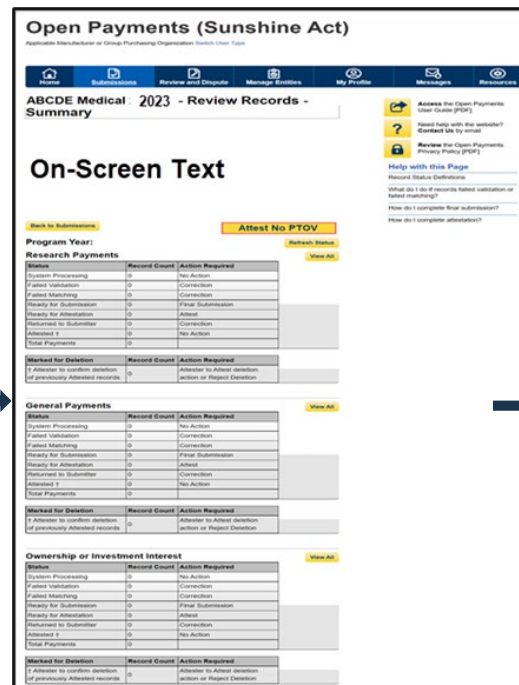 Open Payments (Sunshine Act)
Applicable Manufacturer or Group Purchasing Organization Switch User Type
Home Submissions Review and Dispute Manage Entities My Profile Messages Resources
ABCDE Medical: 2023 - Review Records -
Summary
Access the Open Payments
User Guide [PDF]
Need help with the website?
Contact Us by email
Review the Open Payments
Privacy Policy [PDF]
Help with this Page
Record Status Definitions
What do I do if records failed validation or
failed matching?
How do I complete final submission?
How do I complete attestation?
On-Screen Text
Back to Submissions
Attest No PTOV
Program Year:
Refresh Status
Research Payments
View All
Status Record Count Action Required
System Processing 0 No Action
Failed Validation 0 Correction
Failed Matching 0 Correction
Ready for Submission 0 Final Submission
Ready for Attestation 0 Attest
Returned to Submitter 0 Correction
Attested † 0 No Action
Total Payments 0
Marked for Deletion Record Count Action Required
† Attester to confirm deletion
of previously Attested records 0 Attester to Attest deletion
action or Reject Deletion
General Payments
View All
Status Record Count Action Required
System Processing 0 No Action
Failed Validation 0 Correction
Failed Matching 0 Correction
Ready for Submission 0 Final Submission
Ready for Attestation 0 Attest
Returned to Submitter 0 Correction
Attested † 0 No Action
Total Payments 0
Marked for Deletion Record Count Action Required
† Attester to confirm deletion
of previously Attested records 0 Attester to Attest deletion
action or Reject Deletion
Ownership or Investment Interest
View All
Status Record Count Action Required
System Processing 0 No Action
Failed Validation 0 Correction
Failed Matching 0 Correction
Ready for Submission 0 Final Submission
Ready for Attestation 0 Attest
Returned to Submitter 0 Correction
Attested † 0 No Action
Total Payments 0
Marked for Deletion Record Count Action Required
† Attester to confirm deletion
of previously Attested records 0 Attester to Attest deletion
action or Reject Deletion